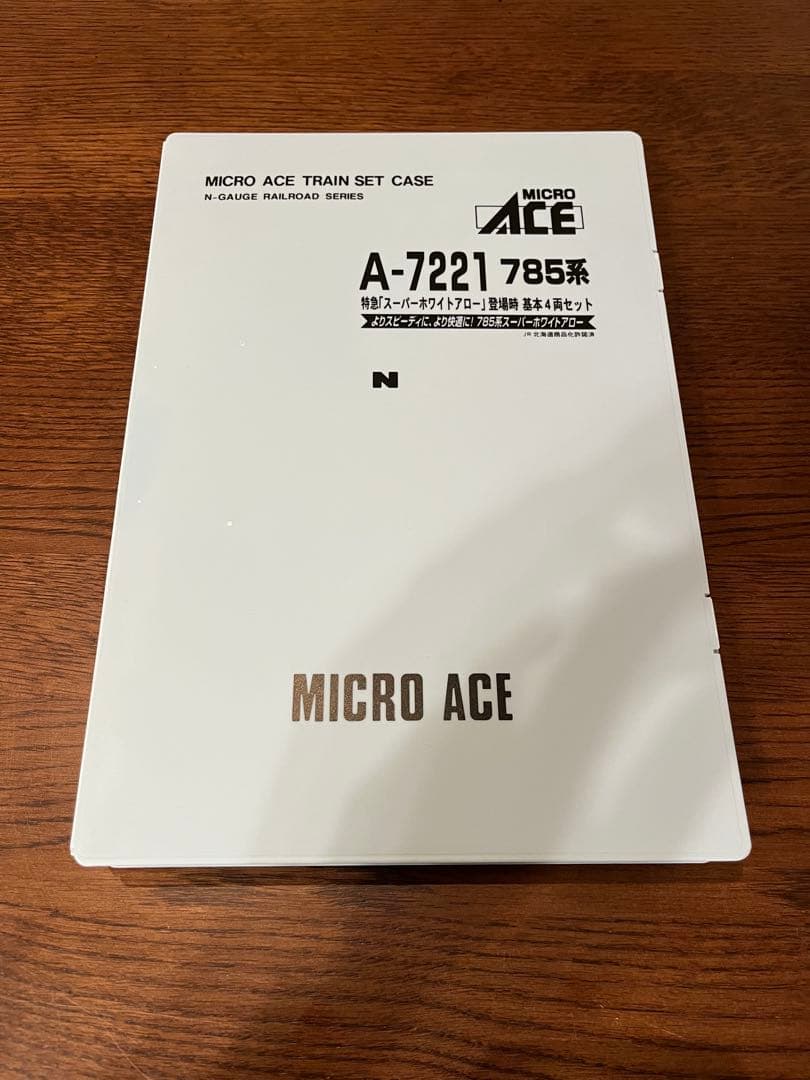 MICRO ACE TRAIN SET CASE
N-GAUGE RAILROAD SERIES
MICRO
ACE
A-7221 785系
特急「スーパーホワイトアロー」登場時 基本4両セット
よりスピーディに、より快適に! 785系スーパーホワイトアロー
JR北海道商品化許諾済
N
MICRO ACE